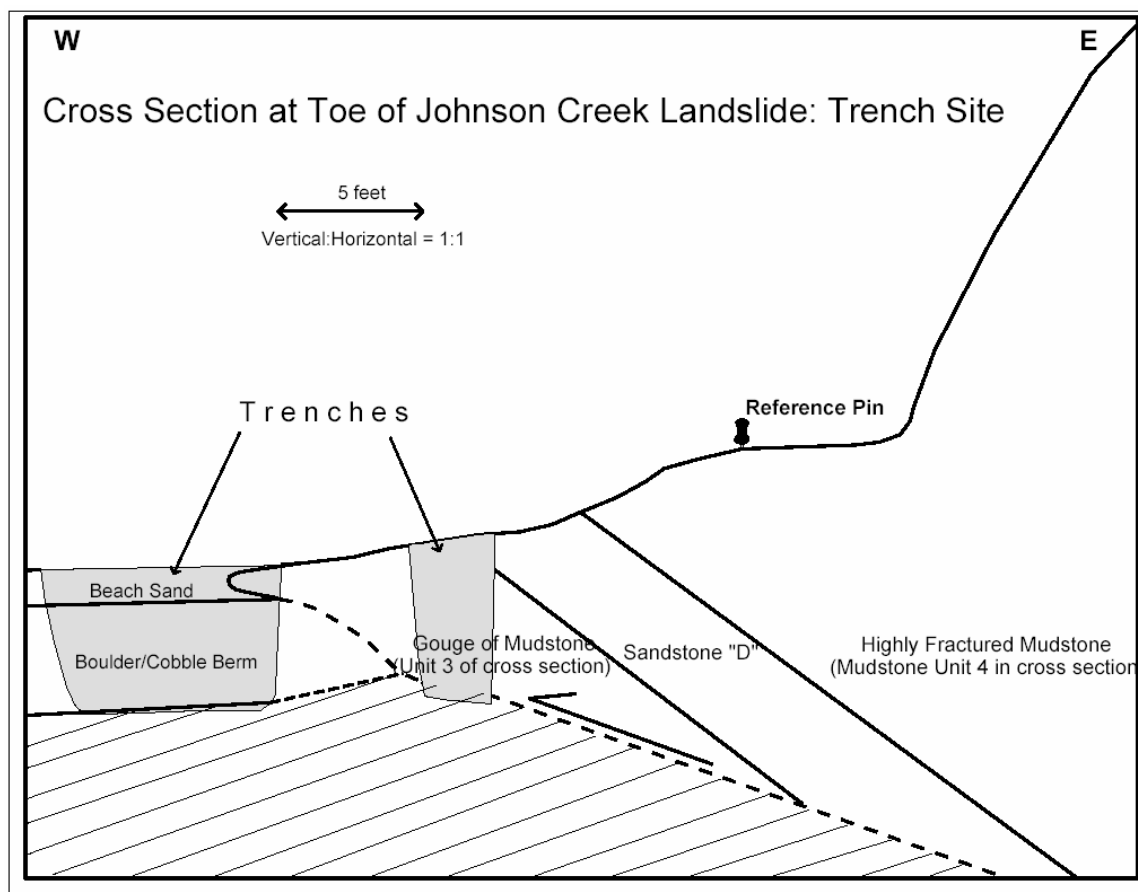 W
E
Cross Section at Toe of Johnson Creek Landslide: Trench Site
5 feet
Vertical:Horizontal = 1:1
Trenches
Reference Pin
Beach Sand
Boulder/Cobble Berm
Gouge of Mudstone
(Unit 3 of cross section)
Sandstone "D"
Highly Fractured Mudstone
(Mudstone Unit 4 in cross section